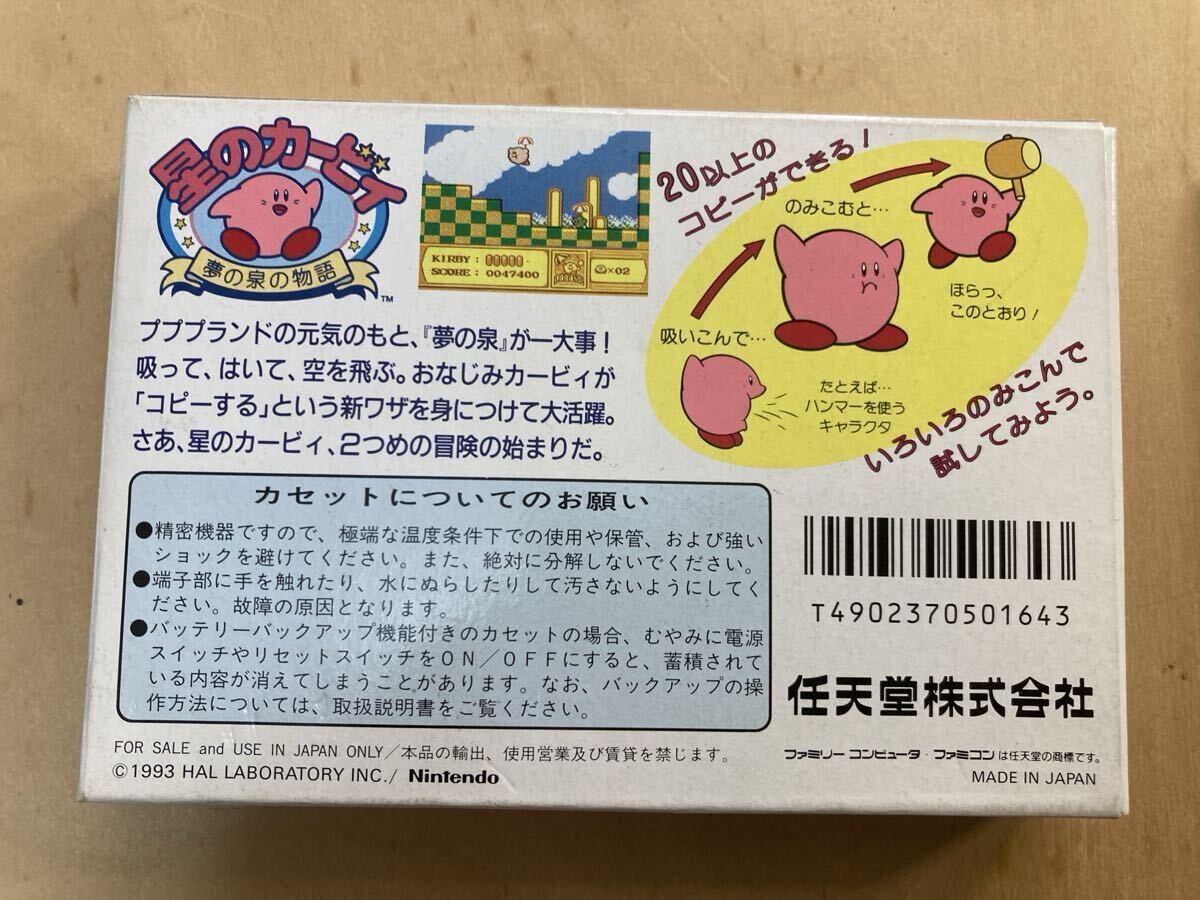 星のカービィ
夢の泉の物語
™
KIRBY :
SCORE : 0047400
×02
プププランドの元気のもと、『夢の泉』が一大事！
吸って、はいて、空を飛ぶ。おなじみカービィが
「コピーする」という新ワザを身につけて大活躍。
さあ、星のカービィ、2つめの冒険の始まりだ。
20以上の
コピーができる！
吸いこんで…
のみこむと…
ほらっ、
このとおり！
たとえば…
ハンマーを使う
キャラクタ
いろいろのみこんで
試してみよう。
カセットについてのお願い
●精密機器ですので、極端な温度条件下での使用や保管、および強い
ショックを避けてください。また、絶対に分解しないでください。
●端子部に手を触れたり、水にぬらしたりして汚さないようにしてく
ださい。故障の原因となります。
●バッテリーバックアップ機能付きのカセットの場合、むやみに電源
スイッチやリセットスイッチをＯＮ／ＯＦＦにすると、蓄積されて
いる内容が消えてしまうことがあります。なお、バックアップの操
作方法については、取扱説明書をご覧ください。
T4902370501643
任天堂株式会社
FOR SALE and USE IN JAPAN ONLY／本品の輸出、使用営業及び賃貸を禁じます。
©1993 HAL LABORATORY INC./ Nintendo
ファミリーコンピュータ・ファミコンは任天堂の商標です。
MADE IN JAPAN